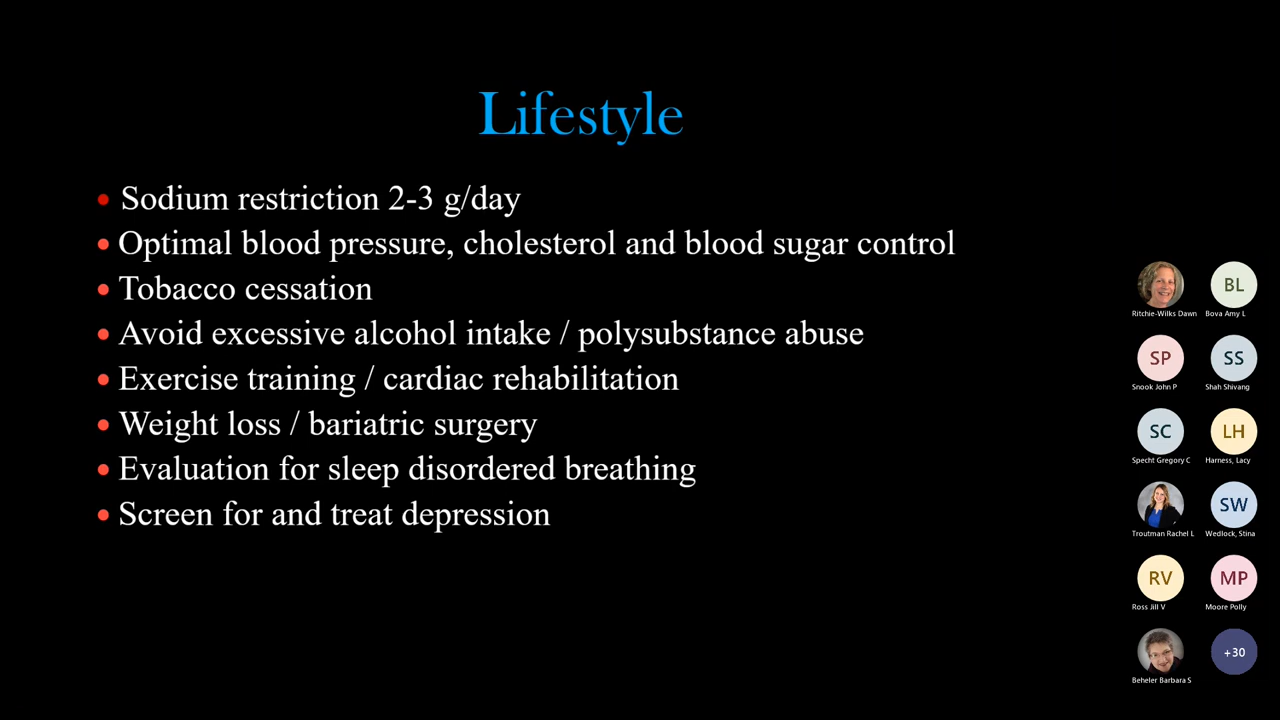 Lifestyle
• Sodium restriction 2-3 g/day
• Optimal blood pressure, cholesterol and blood sugar control
• Tobacco cessation
• Avoid excessive alcohol intake / polysubstance abuse
• Exercise training / cardiac rehabilitation
• Weight loss / bariatric surgery
• Evaluation for sleep disordered breathing
• Screen for and treat depression
BL
Ritchie-Wilks Dawn Bova Amy L
SP SS
Snook John P Shah Shivang
SC LH
Specht Gregory C Harness, Lacy
SW
Troutman Rachel L Wedlock, Stina
RV MP
Ross Jill V Moore Polly
+30
Beheler Barbara S